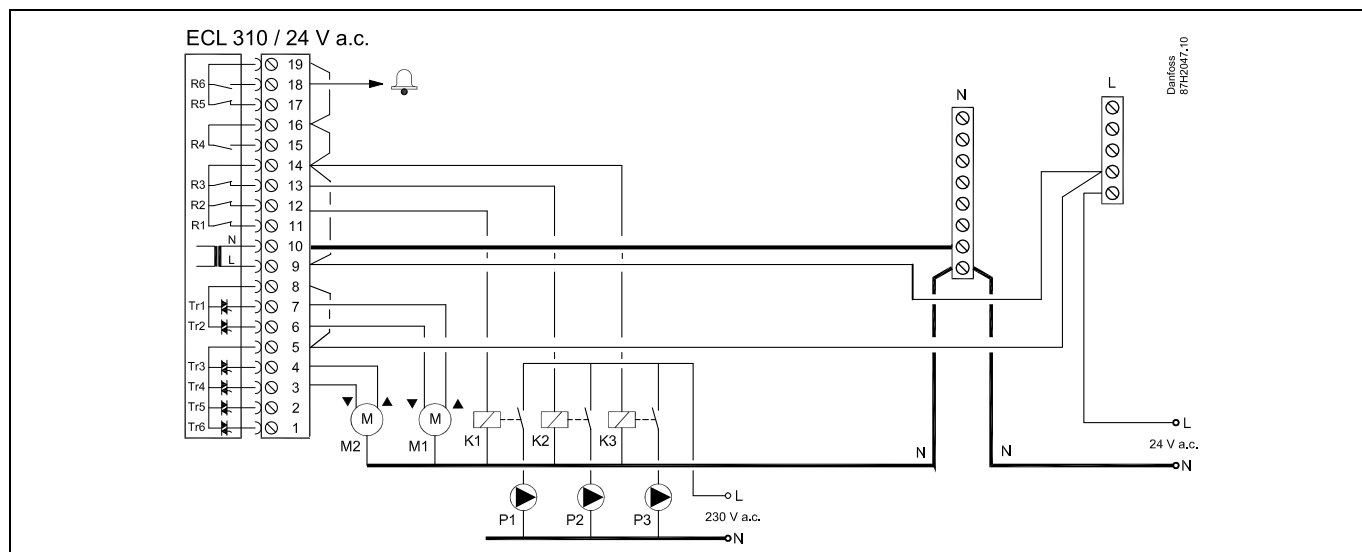 ECL 310 / 24 V a.c.
Danfoss
87H2047.10
19
R6 18
R5 17
16
R4 15
14
R3 13
R2 12
R1 11
N 10
L 9
8
Tr1 7
Tr2 6
5
Tr3 4
Tr4 3
Tr5 2
Tr6 1
N
L
M M
M2 M1 K1 K2 K3
N N
L
24 V a.c.
N
P1 P2 P3
L
230 V a.c.
N